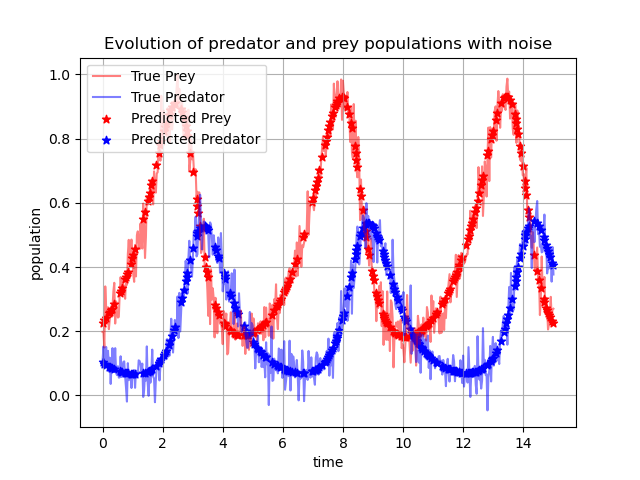 Evolution of predator and prey populations with noise
True Prey
True Predator
Predicted Prey
Predicted Predator
population
1.0
0.8
0.6
0.4
0.2
0.0
0 2 4 6 8 10 12 14
time